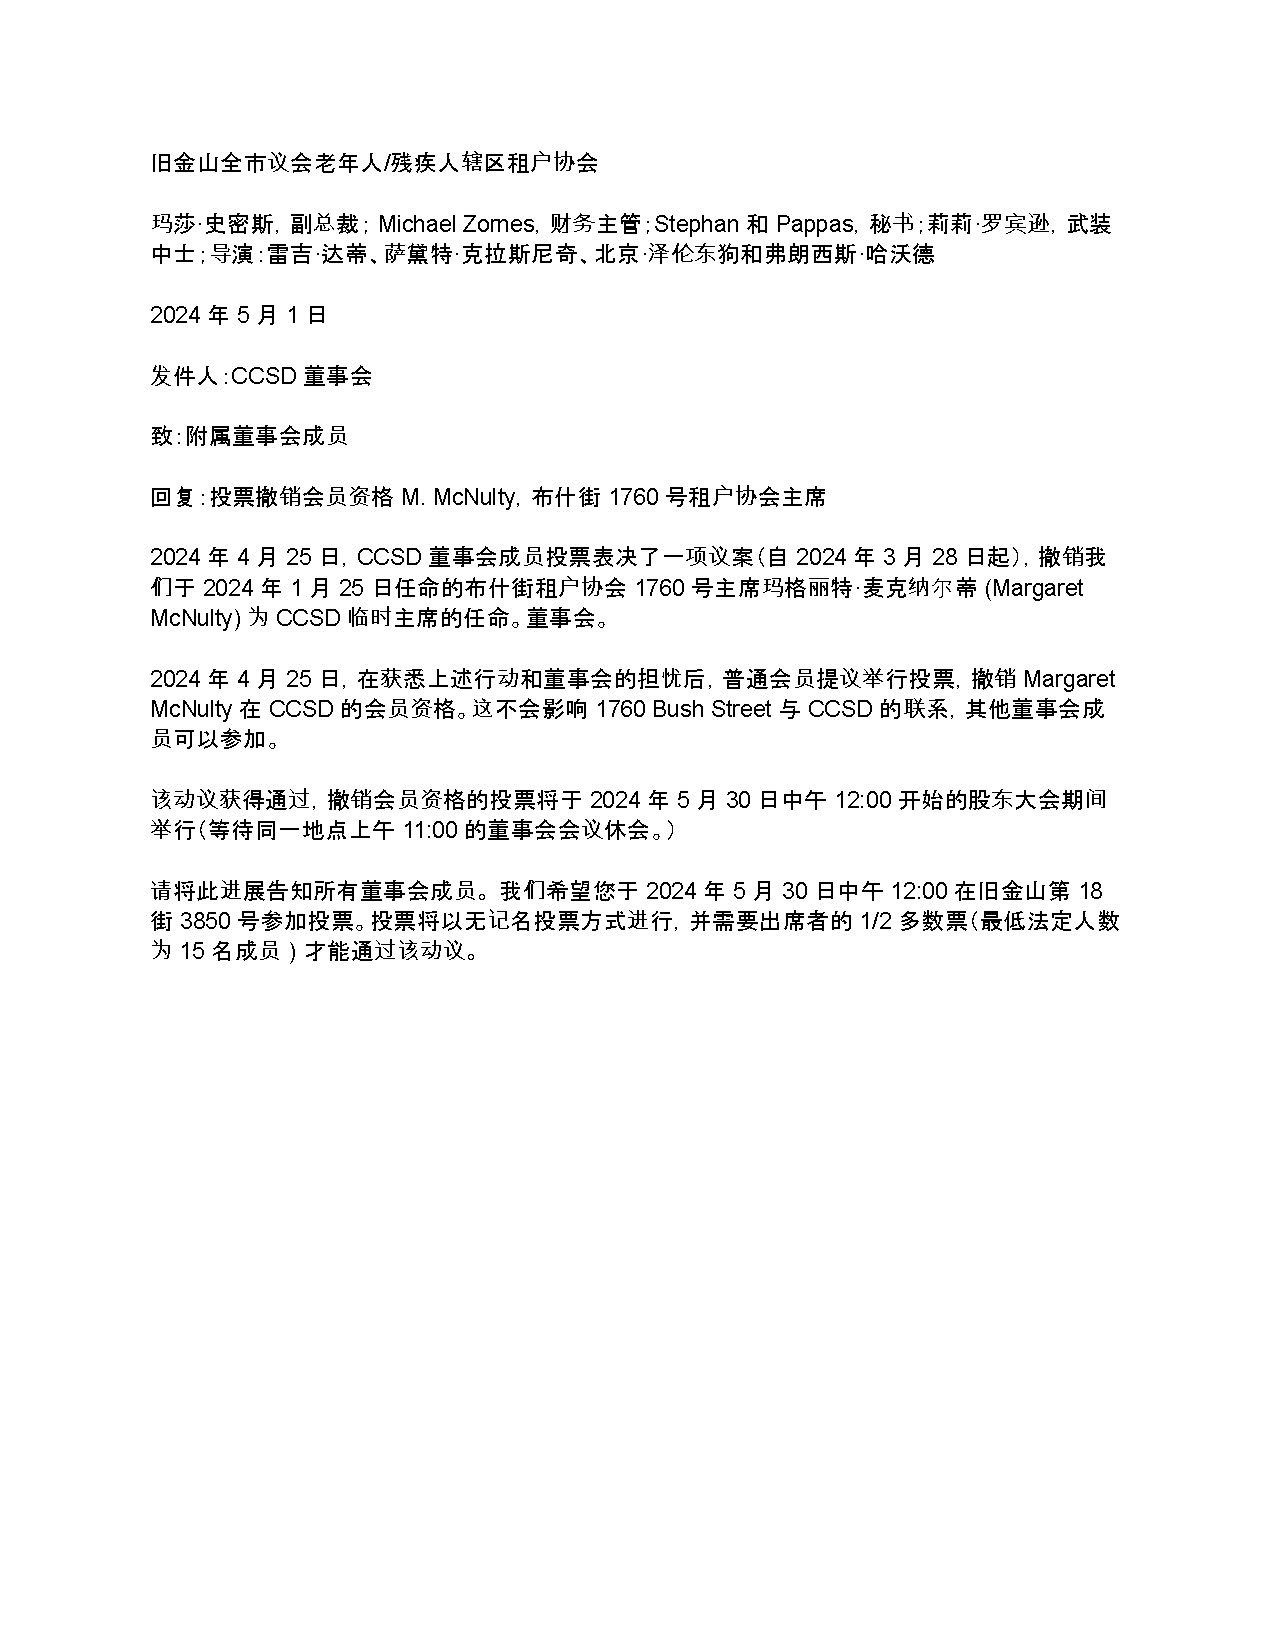 旧金山全市议会老年人/残疾人辖区租户协会
玛莎·史密斯，副总裁； Michael Zornes，财务主管；Stephan 和 Pappas，秘书；莉莉·罗宾逊，武装
中士；导演：雷吉·达蒂、萨黛特·克拉斯尼奇、北京·泽伦东狗和弗朗西斯·哈沃德
2024 年 5 月 1 日
发件人：CCSD 董事会
致：附属董事会成员
回复：投票撤销会员资格 M. McNulty，布什街 1760 号租户协会主席
2024 年 4 月 25 日，CCSD 董事会成员投票表决了一项议案（自 2024 年 3 月 28 日起），撤销我
们于 2024 年 1 月 25 日任命的布什街租户协会 1760 号主席玛格丽特·麦克纳尔蒂 (Margaret
McNulty) 为 CCSD 临时主席的任命。董事会。
2024 年 4 月 25 日，在获悉上述行动和董事会的担忧后，普通会员提议举行投票，撤销 Margaret
McNulty 在 CCSD 的会员资格。这不会影响 1760 Bush Street 与 CCSD 的联系，其他董事会成
员可以参加。
该动议获得通过，撤销会员资格的投票将于 2024 年 5 月 30 日中午 12:00 开始的股东大会期间
举行（等待同一地点上午 11:00 的董事会会议休会。）
请将此进展告知所有董事会成员。我们希望您于 2024 年 5 月 30 日中午 12:00 在旧金山第 18
街 3850 号参加投票。投票将以无记名投票方式进行，并需要出席者的 1/2 多数票（最低法定人数
为 15 名成员 ) 才能通过该动议。